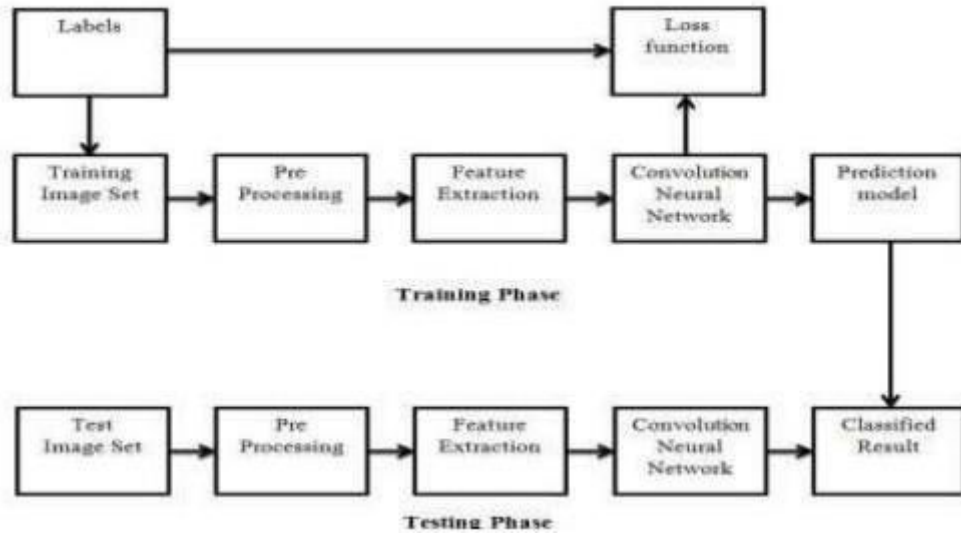 Labels
Loss
function
Training
Image Set
Pre
Processing
Feature
Extraction
Convolution
Neural
Network
Prediction
model
Training Phase
Test
Image Set
Pre
Processing
Feature
Extraction
Convolution
Neural
Network
Classified
Result
Testing Phase